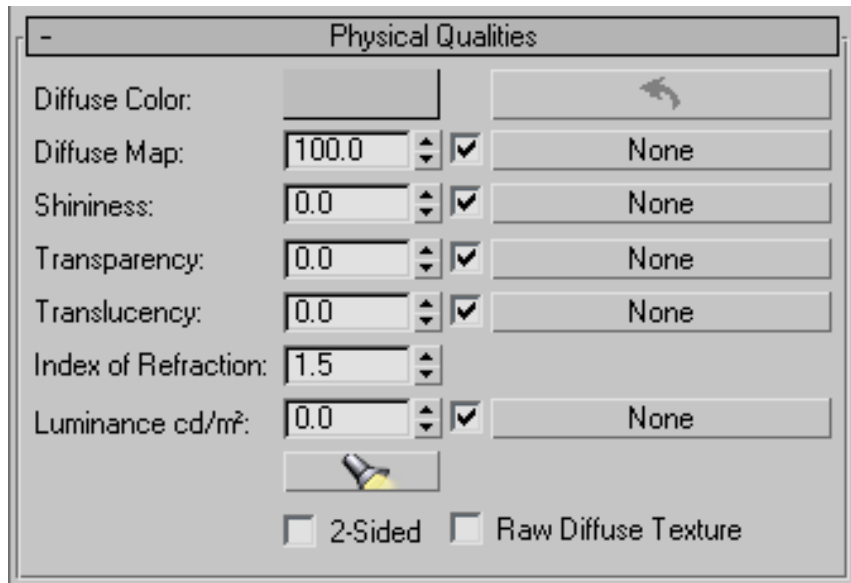 - Physical Qualities
Diffuse Color:
Diffuse Map: 100.0 None
Shininess: 0.0 None
Transparency: 0.0 None
Translucency: 0.0 None
Index of Refraction: 1.5
Luminance cd/m²: 0.0 None
2-Sided Raw Diffuse Texture